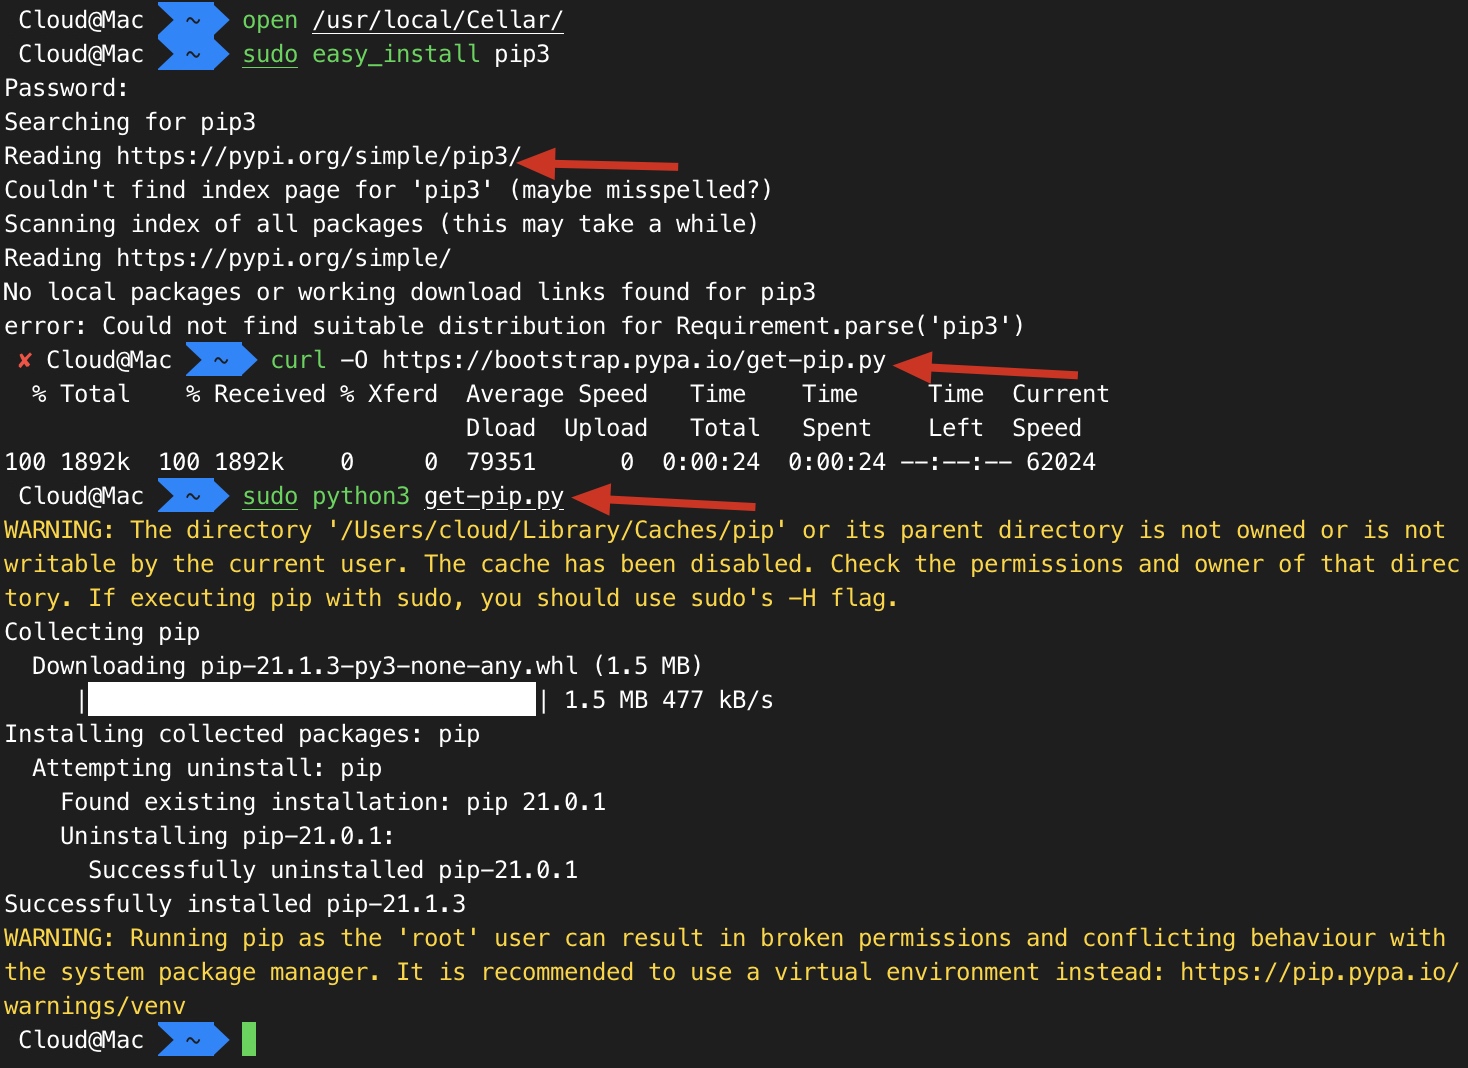 Cloud@Mac ~ open /usr/local/Cellar/
Cloud@Mac ~ sudo easy_install pip3
Password:
Searching for pip3
Reading https://pypi.org/simple/pip3/
Couldn't find index page for 'pip3' (maybe misspelled?)
Scanning index of all packages (this may take a while)
Reading https://pypi.org/simple/
No local packages or working download links found for pip3
error: Could not find suitable distribution for Requirement.parse('pip3')
✘ Cloud@Mac ~ curl -O https://bootstrap.pypa.io/get-pip.py
% Total % Received % Xferd Average Speed Time Time Time Current
Dload Upload Total Spent Left Speed
100 1892k 100 1892k 0 0 79351 0 0:00:24 0:00:24 --:--:-- 62024
Cloud@Mac ~ sudo python3 get-pip.py
WARNING: The directory '/Users/cloud/Library/Caches/pip' or its parent directory is not owned or is not
writable by the current user. The cache has been disabled. Check the permissions and owner of that direc
tory. If executing pip with sudo, you should use sudo's -H flag.
Collecting pip
Downloading pip-21.1.3-py3-none-any.whl (1.5 MB)
| | 1.5 MB 477 kB/s
Installing collected packages: pip
Attempting uninstall: pip
Found existing installation: pip 21.0.1
Uninstalling pip-21.0.1:
Successfully uninstalled pip-21.0.1
Successfully installed pip-21.1.3
WARNING: Running pip as the 'root' user can result in broken permissions and conflicting behaviour with
the system package manager. It is recommended to use a virtual environment instead: https://pip.pypa.io/
warnings/venv
Cloud@Mac ~